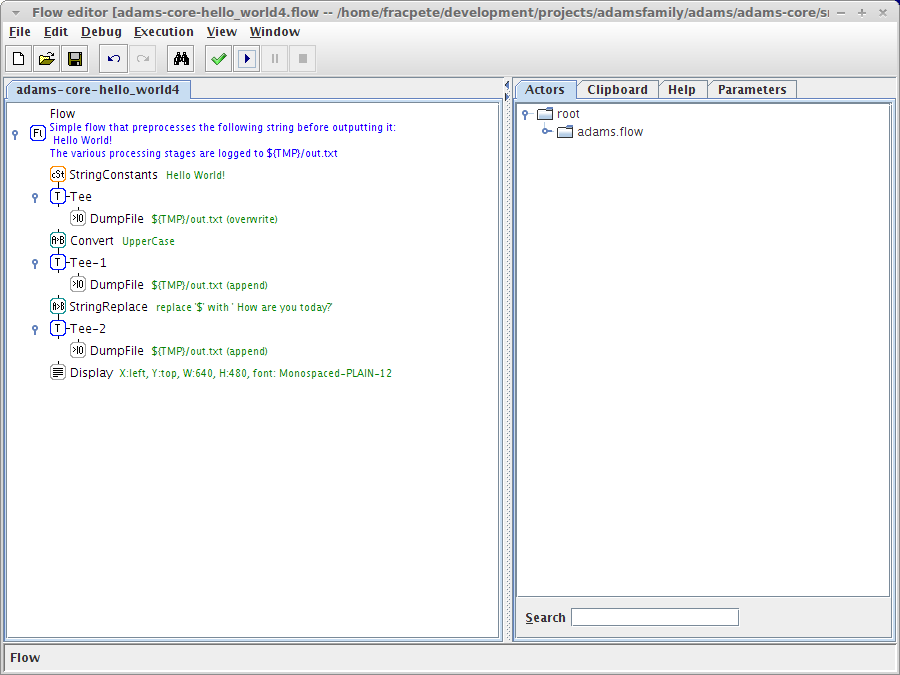 Flow editor [adams-core-hello_world4.flow -- /home/fracpete/development/projects/adamsfamily/adams/adams-core/s
File Edit Debug Execution View Window
adams-core-hello_world4
Actors Clipboard Help Parameters
Flow
Ft Simple flow that preprocesses the following string before outputting it:
Hello World!
The various processing stages are logged to ${TMP}/out.txt
cSt StringConstants Hello World!
T Tee
>IO DumpFile ${TMP}/out.txt (overwrite)
A>B Convert UpperCase
T Tee-1
>IO DumpFile ${TMP}/out.txt (append)
A>B StringReplace replace '$' with ' How are you today?'
T Tee-2
>IO DumpFile ${TMP}/out.txt (append)
Display X:left, Y:top, W:640, H:480, font: Monospaced-PLAIN-12
root
adams.flow
Search
Flow